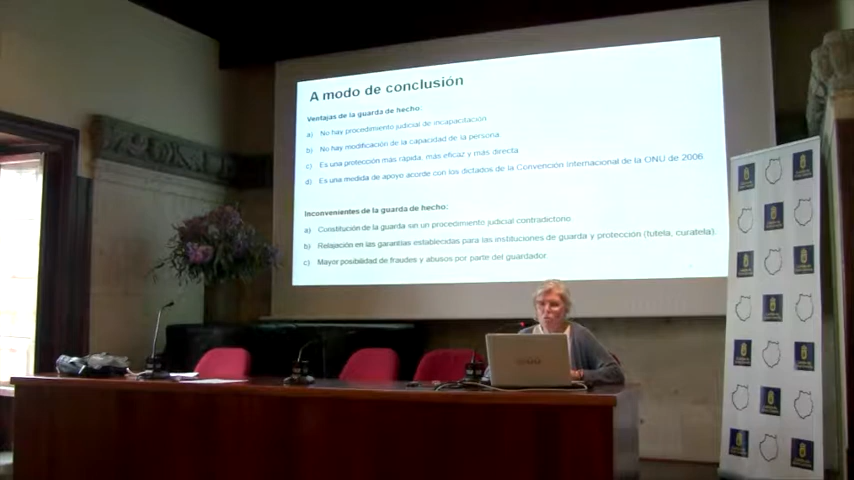 A modo de conclusión
Ventajas de la guarda de hecho:
a) No hay procedimiento judicial de incapacitación
b) No hay modificación de la capacidad de la persona
c) Es una protección más rápida, más eficaz y más directa
d) Es una medida de apoyo acorde con los dictados de la Convención Internacional de la ONU de 2006
Inconvenientes de la guarda de hecho:
a) Constitución de la guarda sin un procedimiento judicial contradictorio
b) Relajación en las garantías establecidas para las instituciones de guarda y protección (tutela, curatela)
c) Mayor posibilidad de fraudes y abusos por parte del guardador